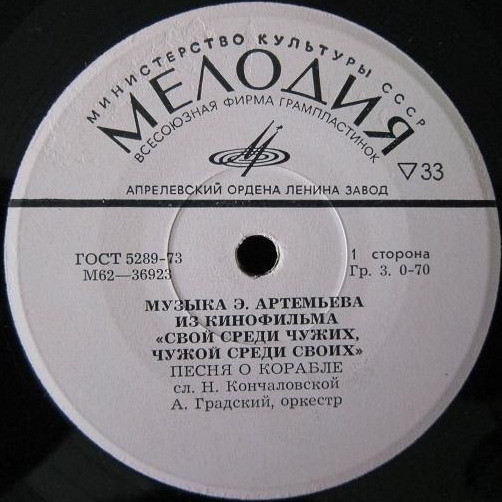 МИНИСТЕРСТВО КУЛЬТУРЫ СССР
МЕЛОДИЯ
ВСЕСОЮЗНАЯ ФИРМА ГРАМПЛАСТИНОК
▽33
АПРЕЛЕВСКИЙ ОРДЕНА ЛЕНИНА ЗАВОД
ГОСТ 5289-73
М62—36923
1 сторона
Гр. 3. 0-70
МУЗЫКА Э. АРТЕМЬЕВА
ИЗ КИНОФИЛЬМА
«СВОЙ СРЕДИ ЧУЖИХ,
ЧУЖОЙ СРЕДИ СВОИХ»
ПЕСНЯ О КОРАБЛЕ
сл. Н. Кончаловской
А. Градский, оркестр